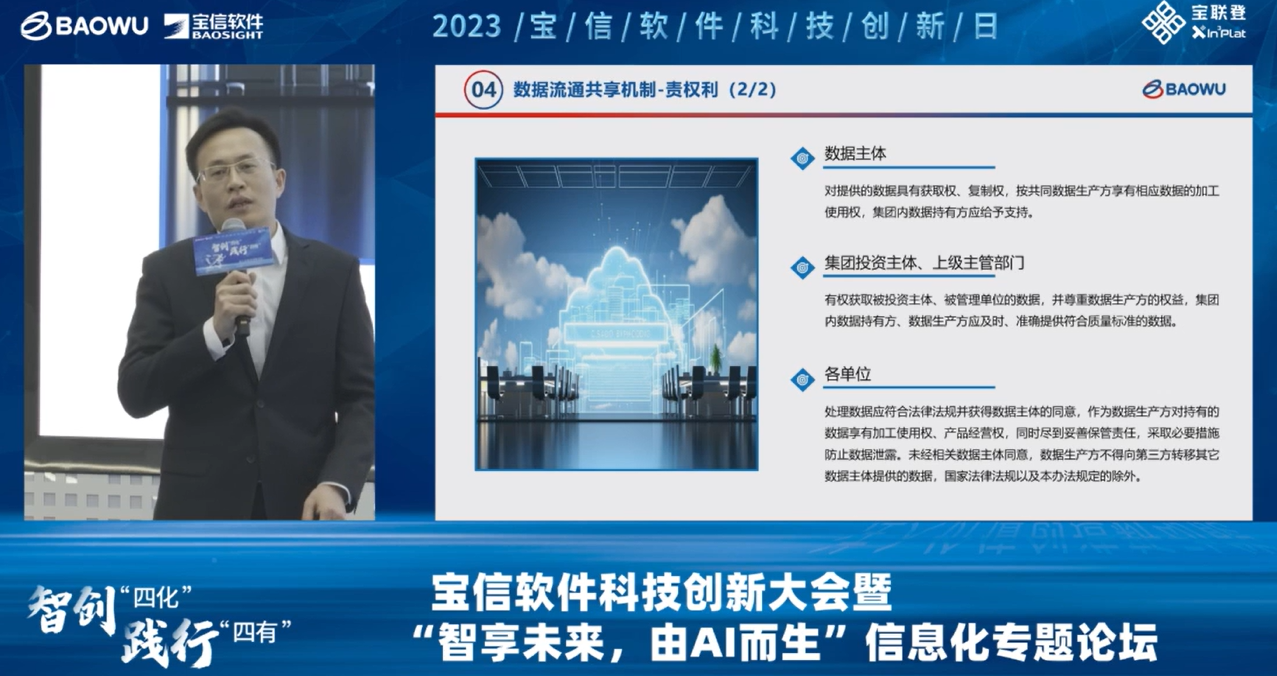 BAOWU 宝信软件 BAOSIGHT
2023/宝/信/软/件/科/技/创/新/日
宝联登
xIn³Plat
04 数据流通共享机制-责权利（2/2）
BAOWU
数据主体
对提供的数据具有获取权、复制权，按共同数据生产方享有相应数据的加工
使用权，集团内数据持有方应给予支持。
集团投资主体、上级主管部门
有权获取被投资主体、被管理单位的数据，并尊重数据生产方的权益，集团
内数据持有方、数据生产方应及时、准确提供符合质量标准的数据。
各单位
处理数据应符合法律法规并获得数据主体的同意，作为数据生产方对持有的
数据享有加工使用权、产品经营权，同时尽到妥善保管责任，采取必要措施
防止数据泄露。未经相关数据主体同意，数据生产方不得向第三方转移其它
数据主体提供的数据，国家法律法规以及本办法规定的除外。
智创
践行
智创“四化”
践行“四有”
宝信软件科技创新大会暨
“智享未来，由AI而生”信息化专题论坛